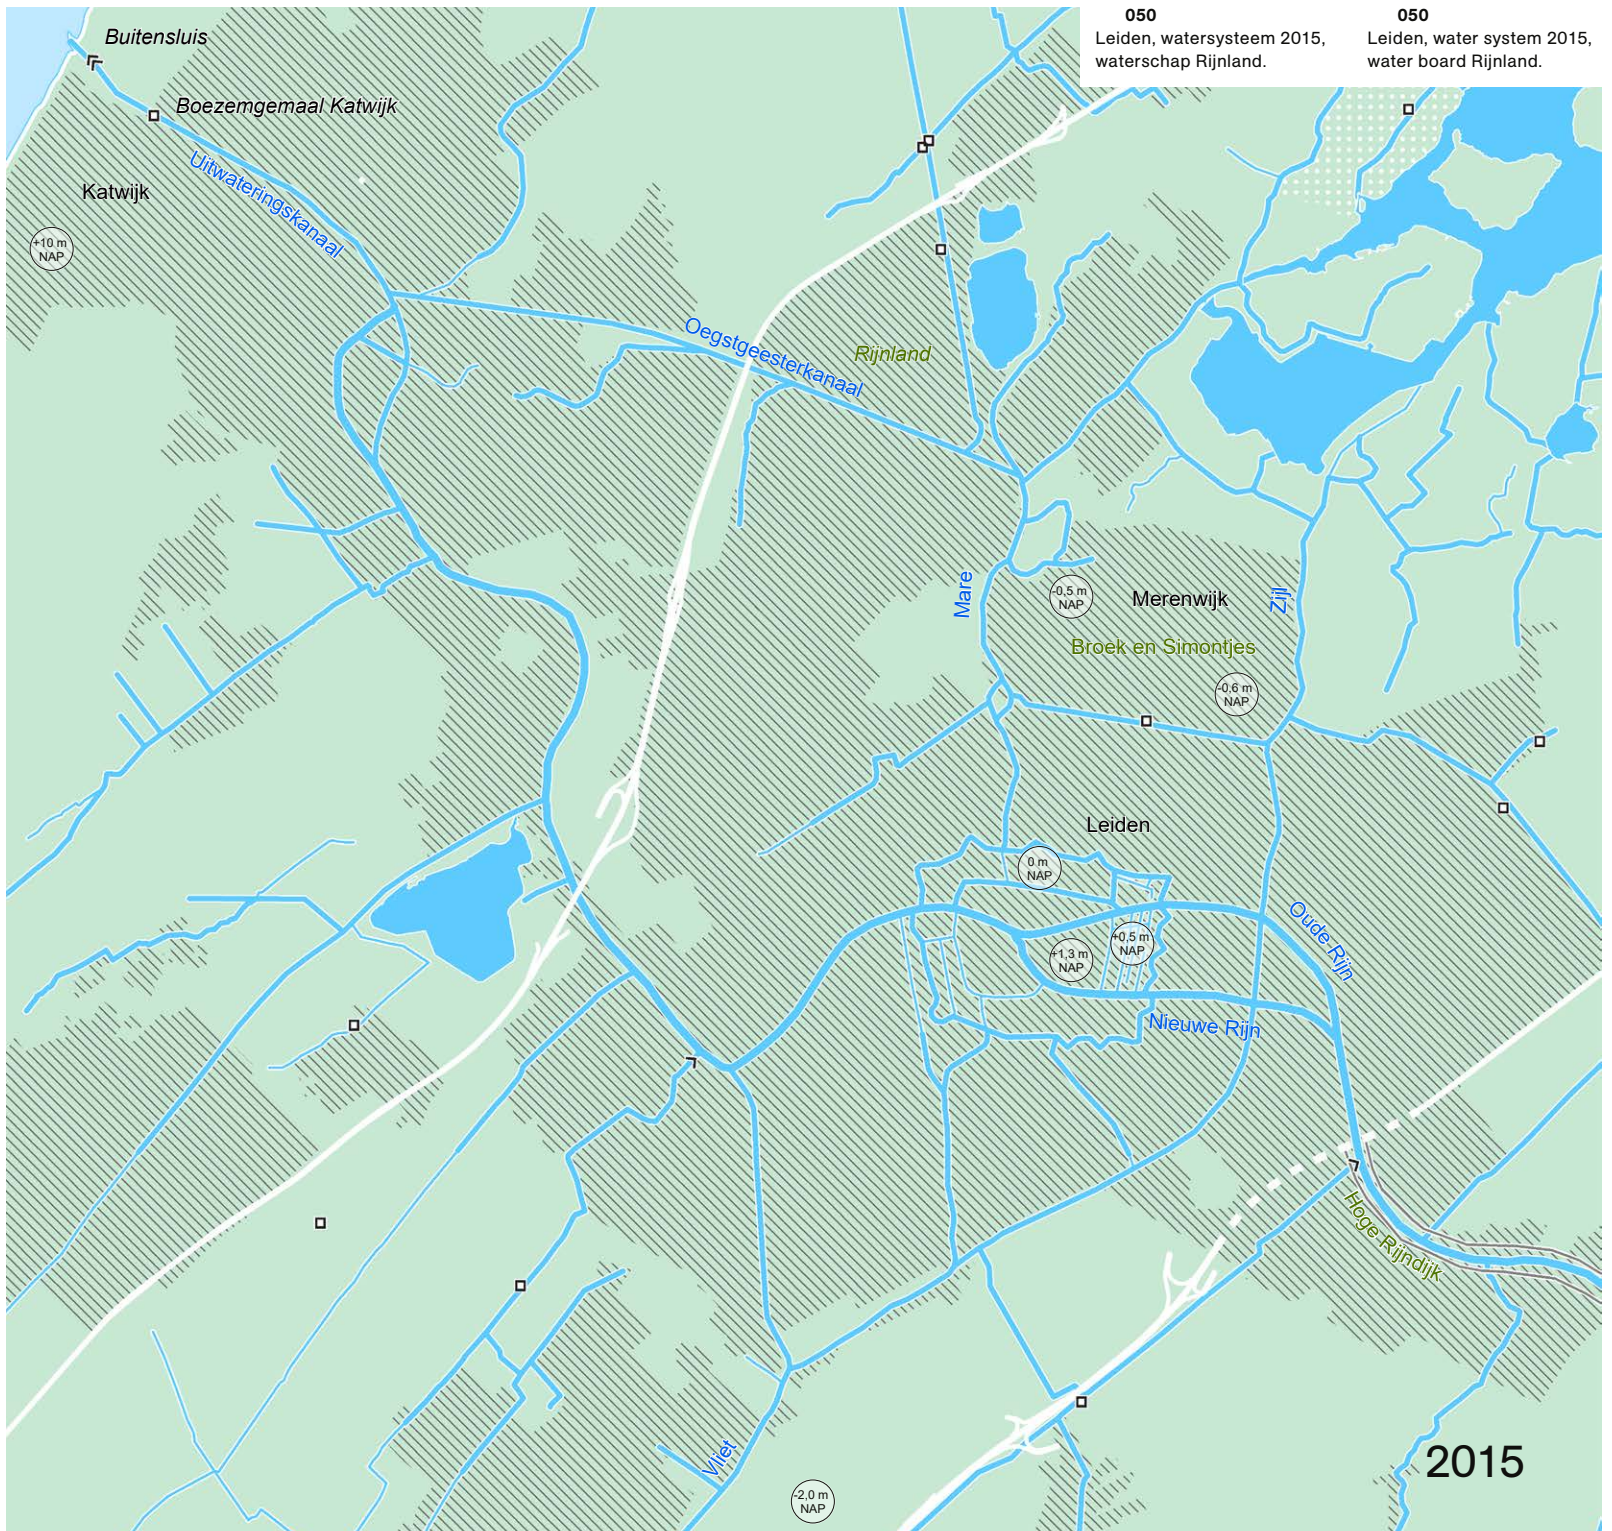 050
Leiden, watersysteem 2015,
waterschap Rijnland.
050
Leiden, water system 2015,
water board Rijnland.
Buitensluis
Boezemgemaal Katwijk
Uitwateringskanaal
Katwijk
+10 m
NAP
Oegstgeesterkanaal
Rijnland
Mare
-0,5 m
NAP
Merenwijk
Zijl
Broek en Simontjes
-0,6 m
NAP
Leiden
0 m
NAP
+0,5 m
NAP
+1,3 m
NAP
Oude Rijn
Nieuwe Rijn
Hoge Rijndijk
Vliet
-2,0 m
NAP
2015